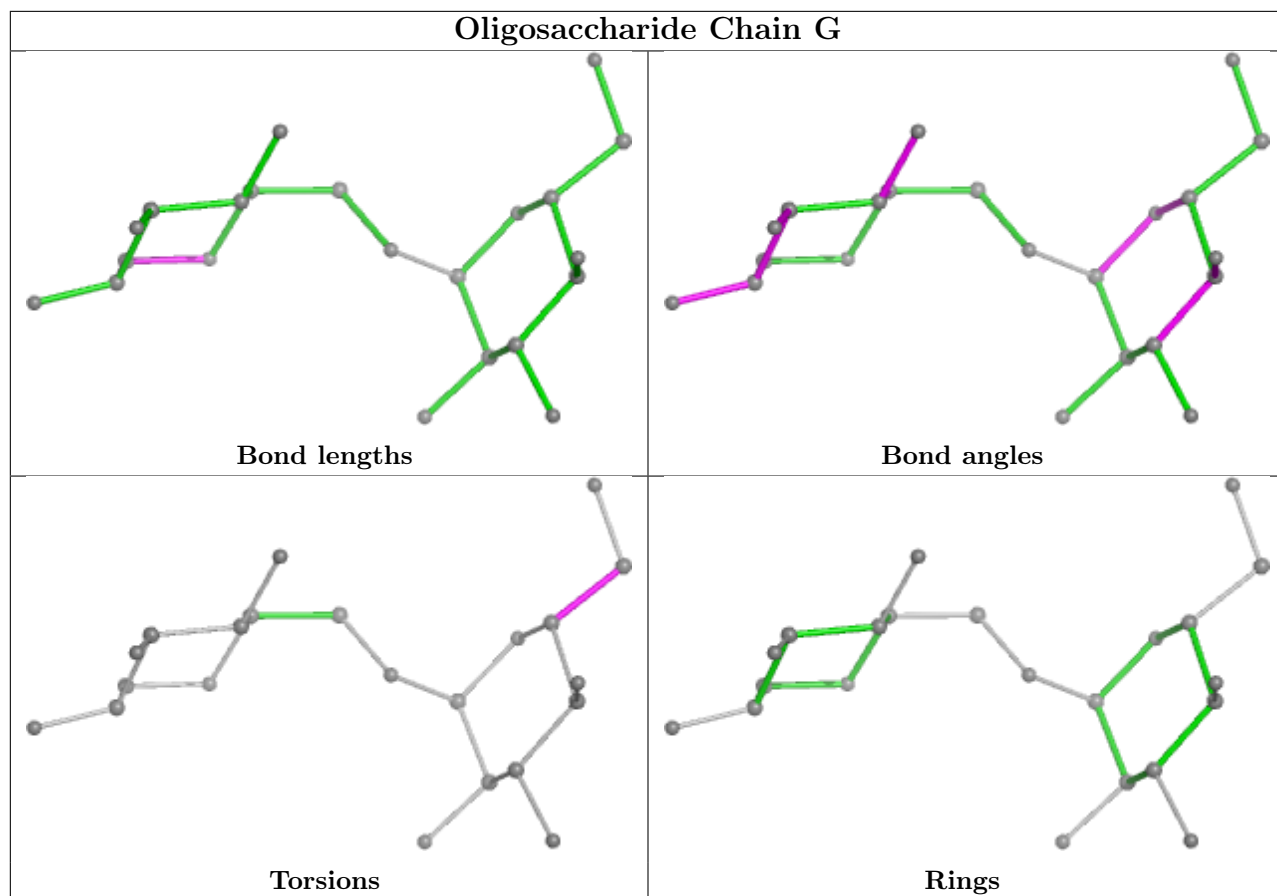 Oligosaccharide Chain G
Bond lengths
Bond angles
Torsions
Rings